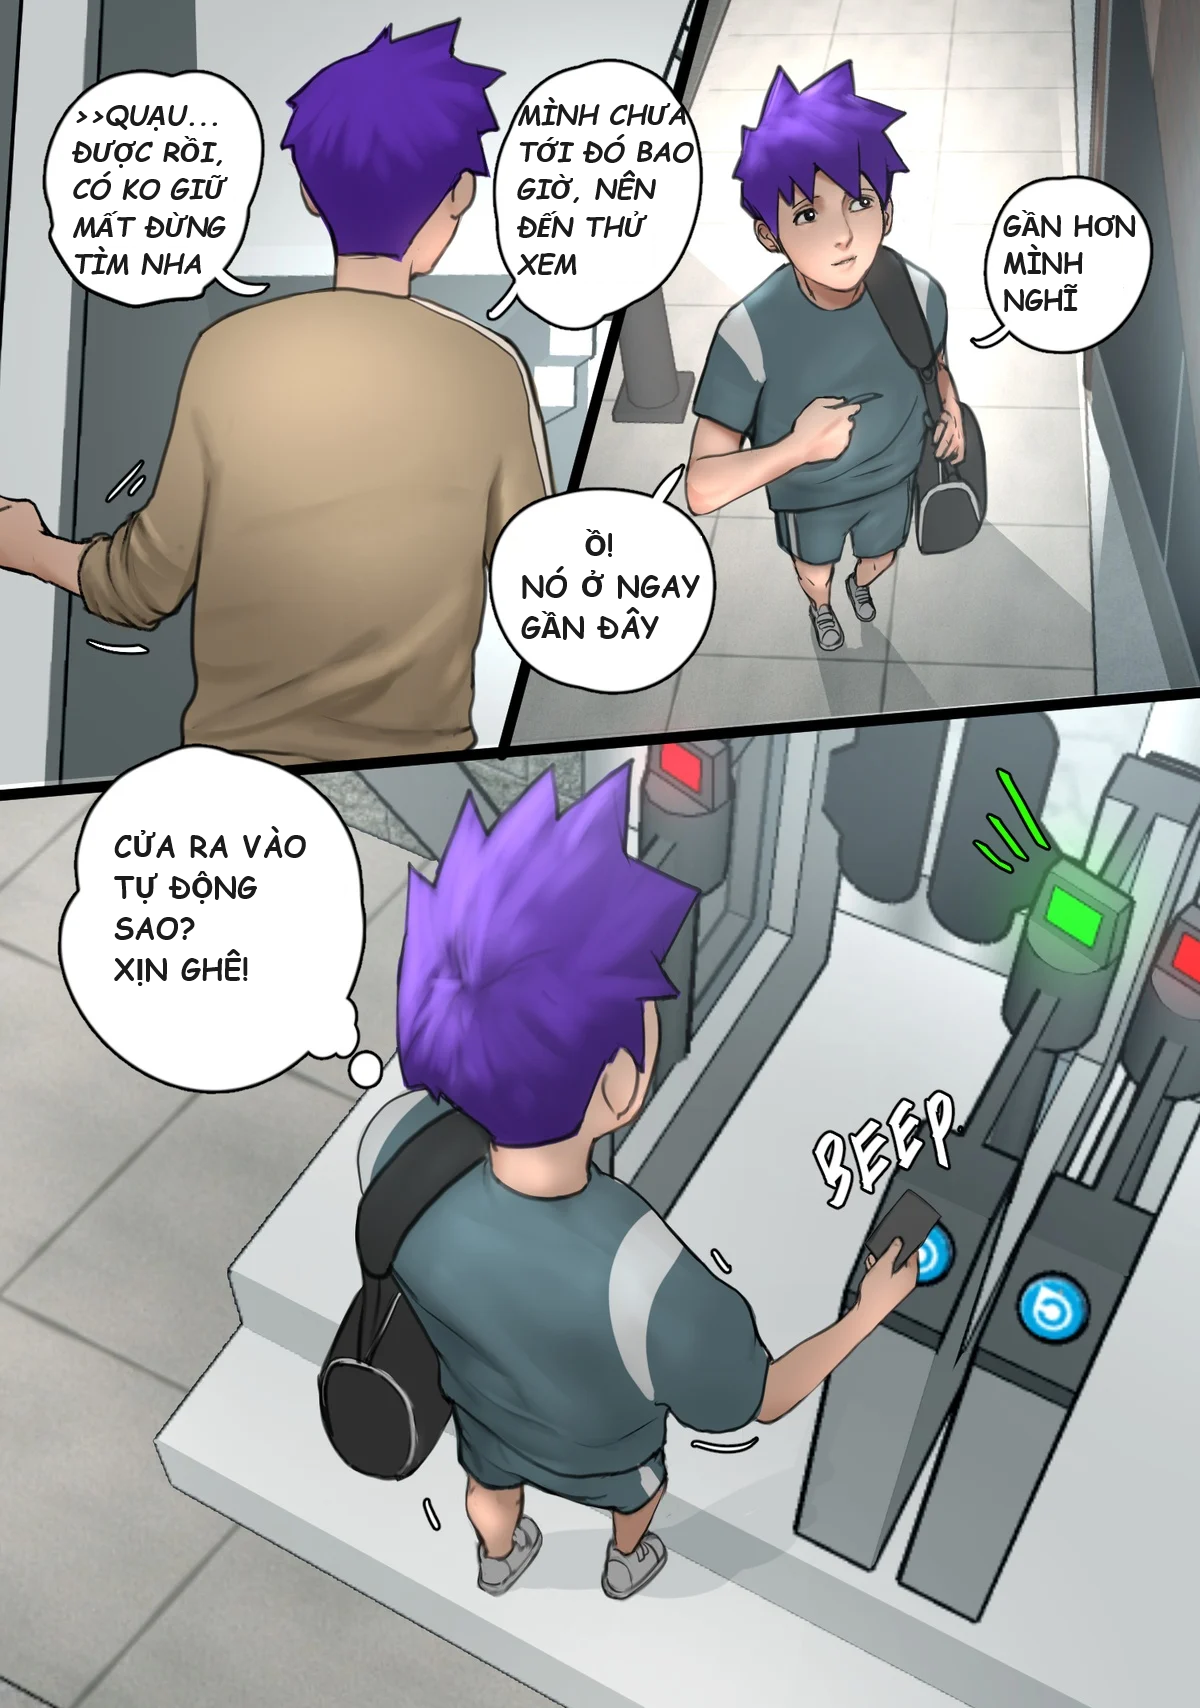 >>QUẠU...
ĐƯỢC RỒI,
CÓ KO GIỮ
MẤT ĐỪNG
TÌM NHA
MÌNH CHƯA
TỚI ĐÓ BAO
GIỜ, NÊN
ĐẾN THỬ
XEM
GẦN HƠN
MÌNH
NGHĨ
Ồ!
NÓ Ở NGAY
GẦN ĐÂY
CỬA RA VÀO
TỰ ĐỘNG
SAO?
XỊN GHÊ!
BEEP